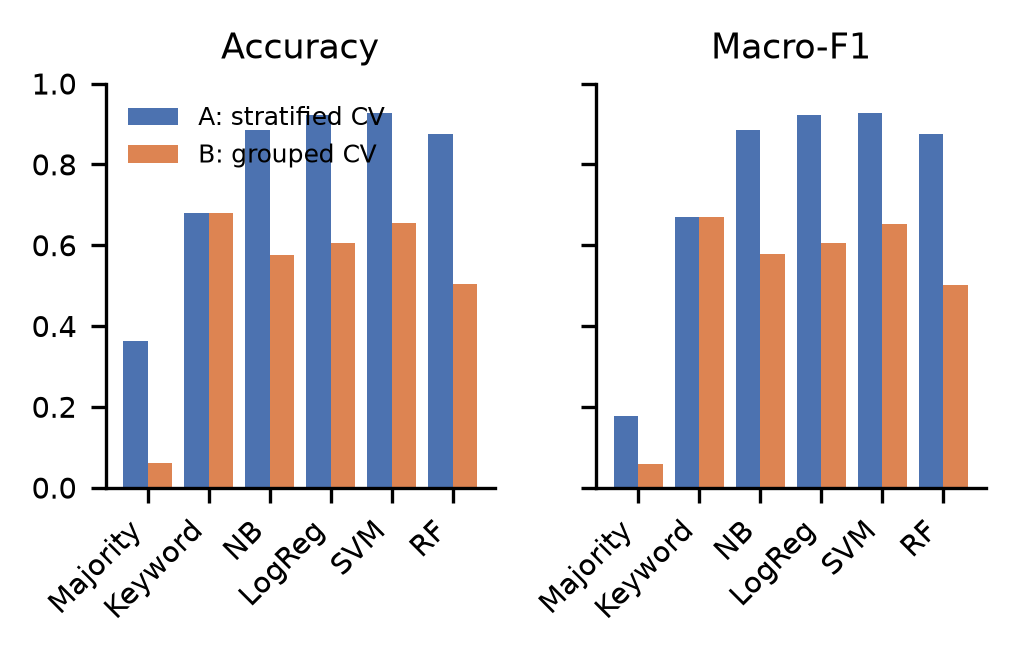 Accuracy
Macro-F1
1.0
0.8
0.6
0.4
0.2
0.0
A: stratified CV
B: grouped CV
Majority
Keyword
NB
LogReg
SVM
RF
Majority
Keyword
NB
LogReg
SVM
RF